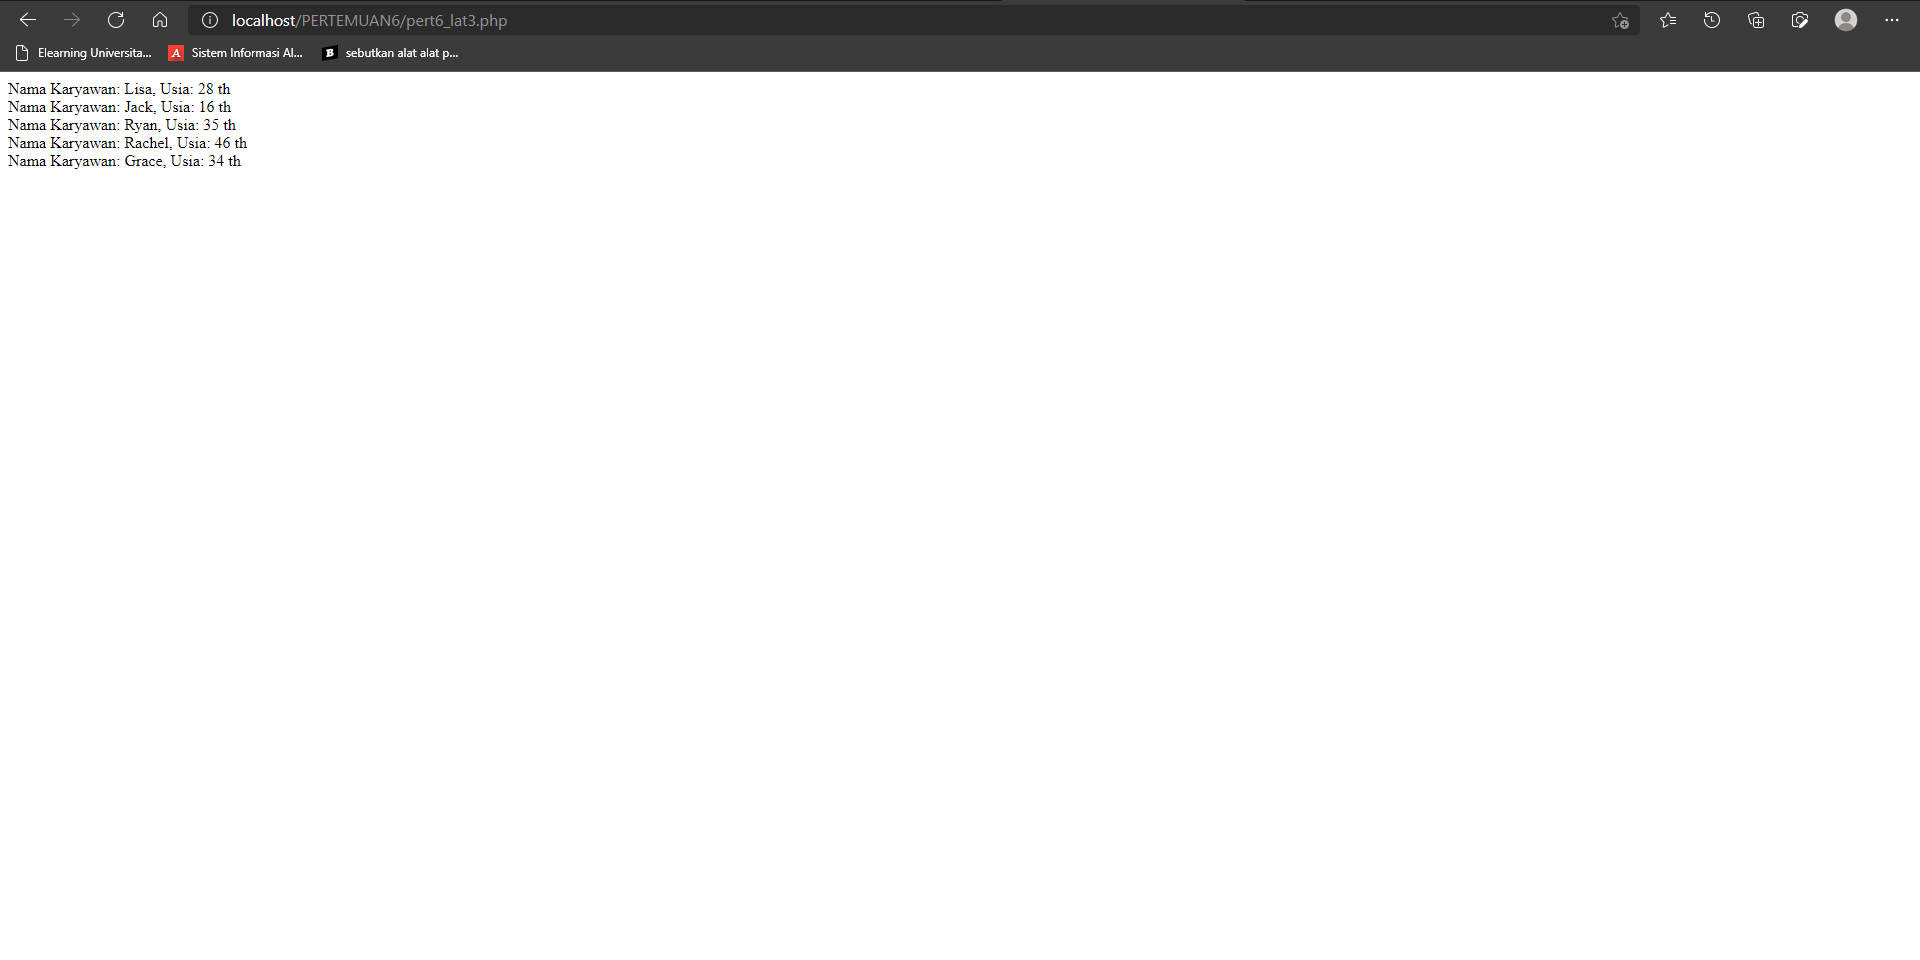 localhost/PERTEMUAN6/pert6_lat3.php
Elearning Universita... A Sistem Informasi Al... B sebutkan alat alat p...
Nama Karyawan: Lisa, Usia: 28 th
Nama Karyawan: Jack, Usia: 16 th
Nama Karyawan: Ryan, Usia: 35 th
Nama Karyawan: Rachel, Usia: 46 th
Nama Karyawan: Grace, Usia: 34 th